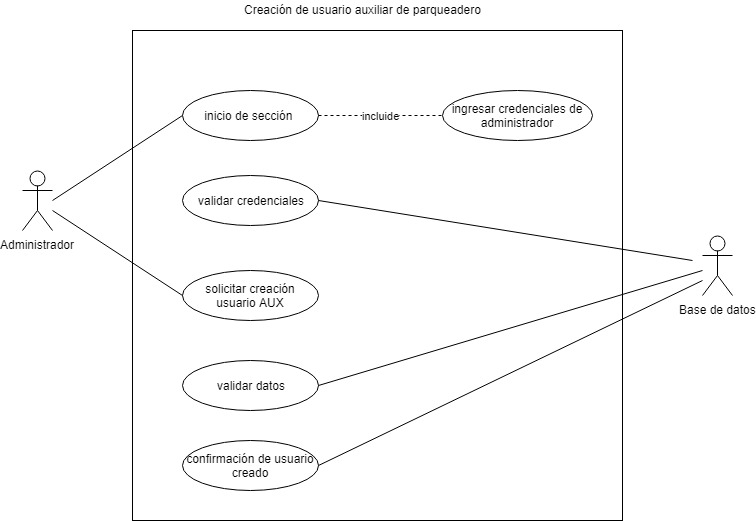 Creación de usuario auxiliar de parqueadero
inicio de sección
incluide
ingresar credenciales de
administrador
validar credenciales
Administrador
solicitar creación
usuario AUX
Base de datos
validar datos
confirmación de usuario
creado